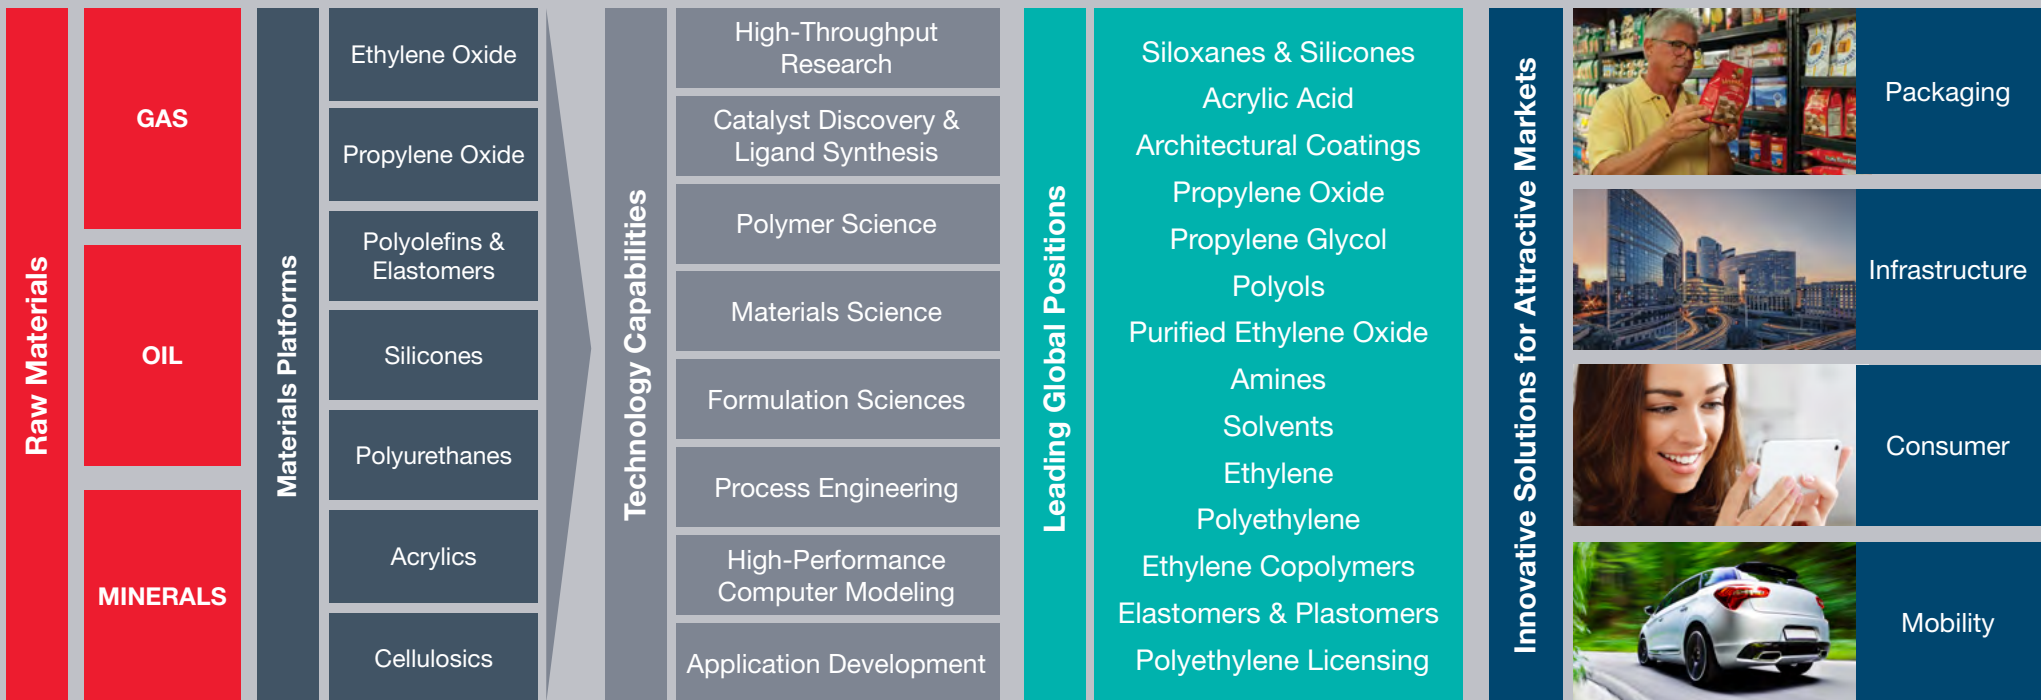 Raw Materials
GAS
OIL
MINERALS
Materials Platforms
Ethylene Oxide
Propylene Oxide
Polyolefins &
Elastomers
Silicones
Polyurethanes
Acrylics
Cellulosics
Technology Capabilities
High-Throughput
Research
Catalyst Discovery &
Ligand Synthesis
Polymer Science
Materials Science
Formulation Sciences
Process Engineering
High-Performance
Computer Modeling
Application Development
Leading Global Positions
Siloxanes & Silicones
Acrylic Acid
Architectural Coatings
Propylene Oxide
Propylene Glycol
Polyols
Purified Ethylene Oxide
Amines
Solvents
Ethylene
Polyethylene
Ethylene Copolymers
Elastomers & Plastomers
Polyethylene Licensing
Innovative Solutions for Attractive Markets
Packaging
Infrastructure
Consumer
Mobility